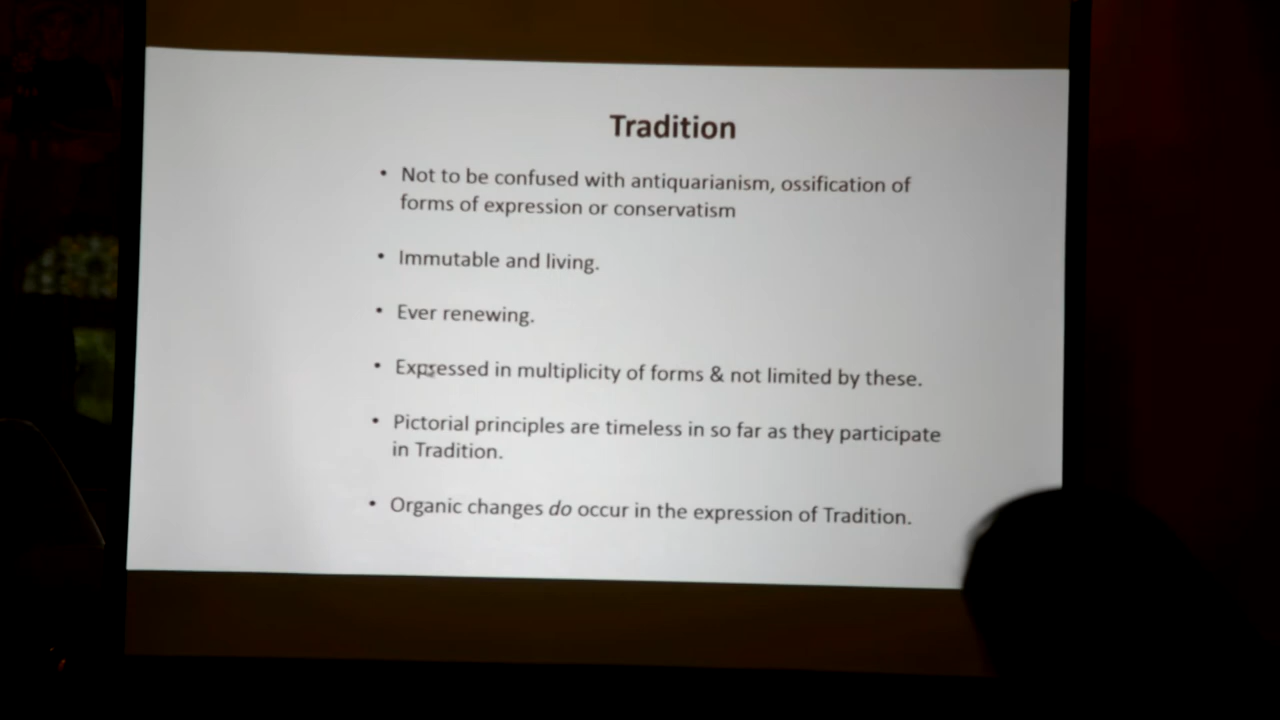 Tradition
• Not to be confused with antiquarianism, ossification of
forms of expression or conservatism
• Immutable and living.
• Ever renewing.
• Expressed in multiplicity of forms & not limited by these.
• Pictorial principles are timeless in so far as they participate
in Tradition.
• Organic changes do occur in the expression of Tradition.